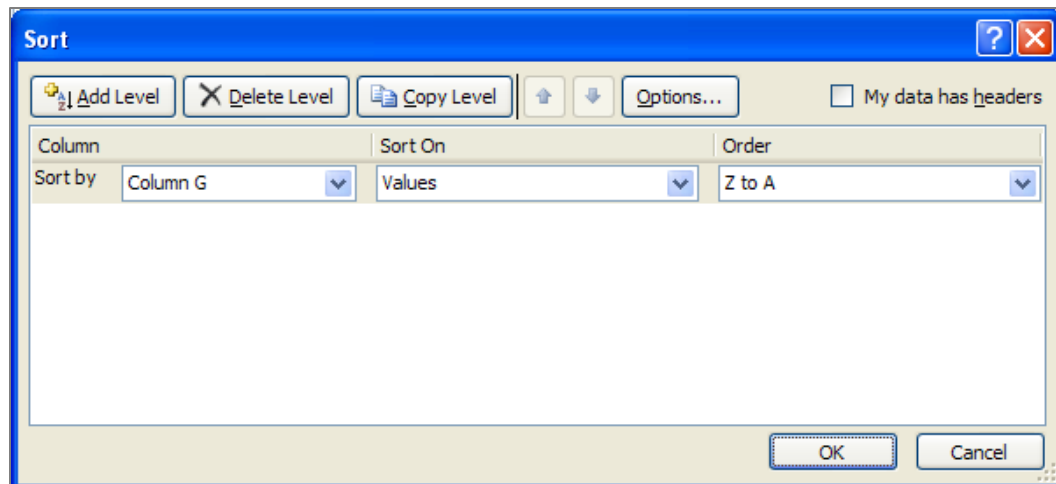 Sort
Add Level Delete Level Copy Level Options... My data has headers
Column Sort On Order
Sort by Column G Values Z to A
OK Cancel